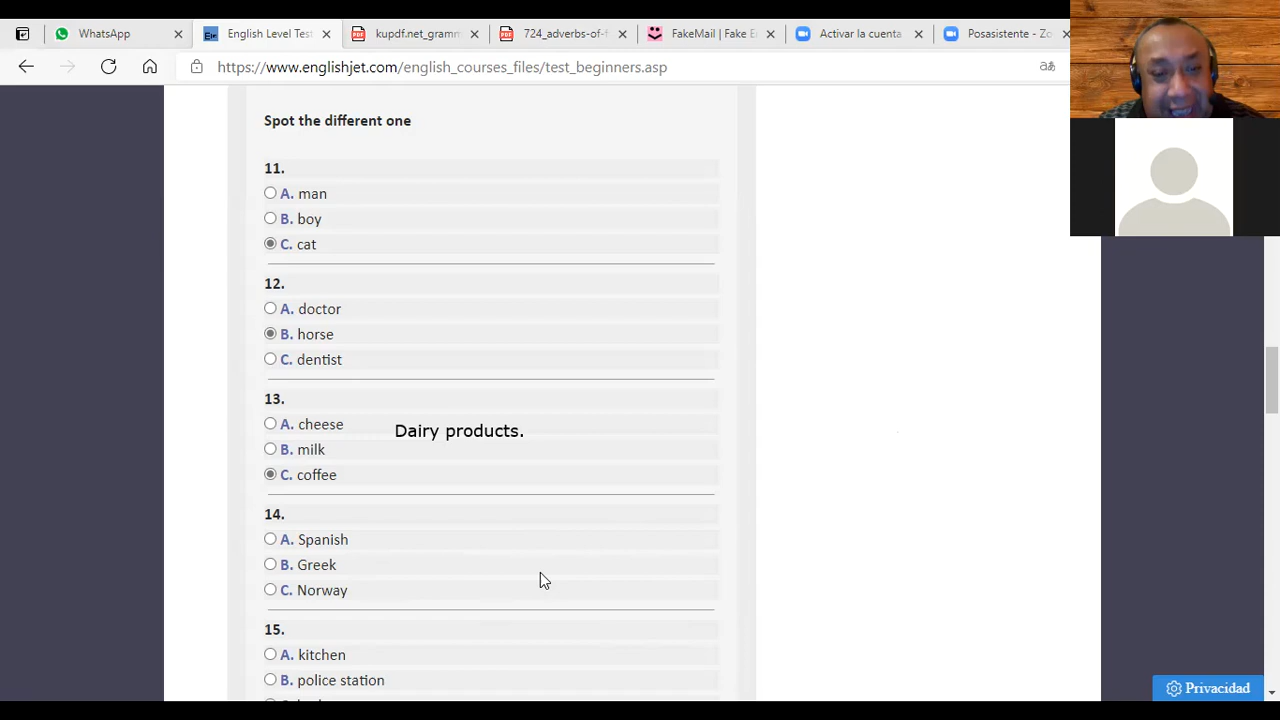 WhatsApp
English Level Test
kupdf.net_gramm
724_adverbs-of-f
FakeMail | Fake E
Activar la cuenta
Posasistente - Zo
https://www.englishjet.com/english_courses_files/test_beginners.asp
Spot the different one
11.
A. man
B. boy
C. cat
12.
A. doctor
B. horse
C. dentist
13.
A. cheese
Dairy products.
B. milk
C. coffee
14.
A. Spanish
B. Greek
C. Norway
15.
A. kitchen
B. police station
Privacidad